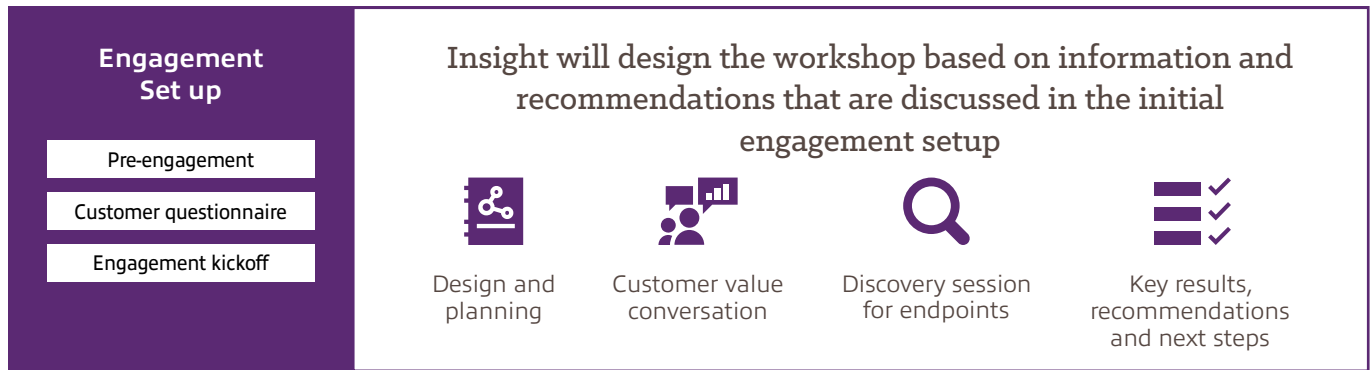 Engagement
Set up
Pre-engagement
Customer questionnaire
Engagement kickoff
Insight will design the workshop based on information and
recommendations that are discussed in the initial
engagement setup
Design and
planning
Customer value
conversation
Discovery session
for endpoints
Key results,
recommendations
and next steps